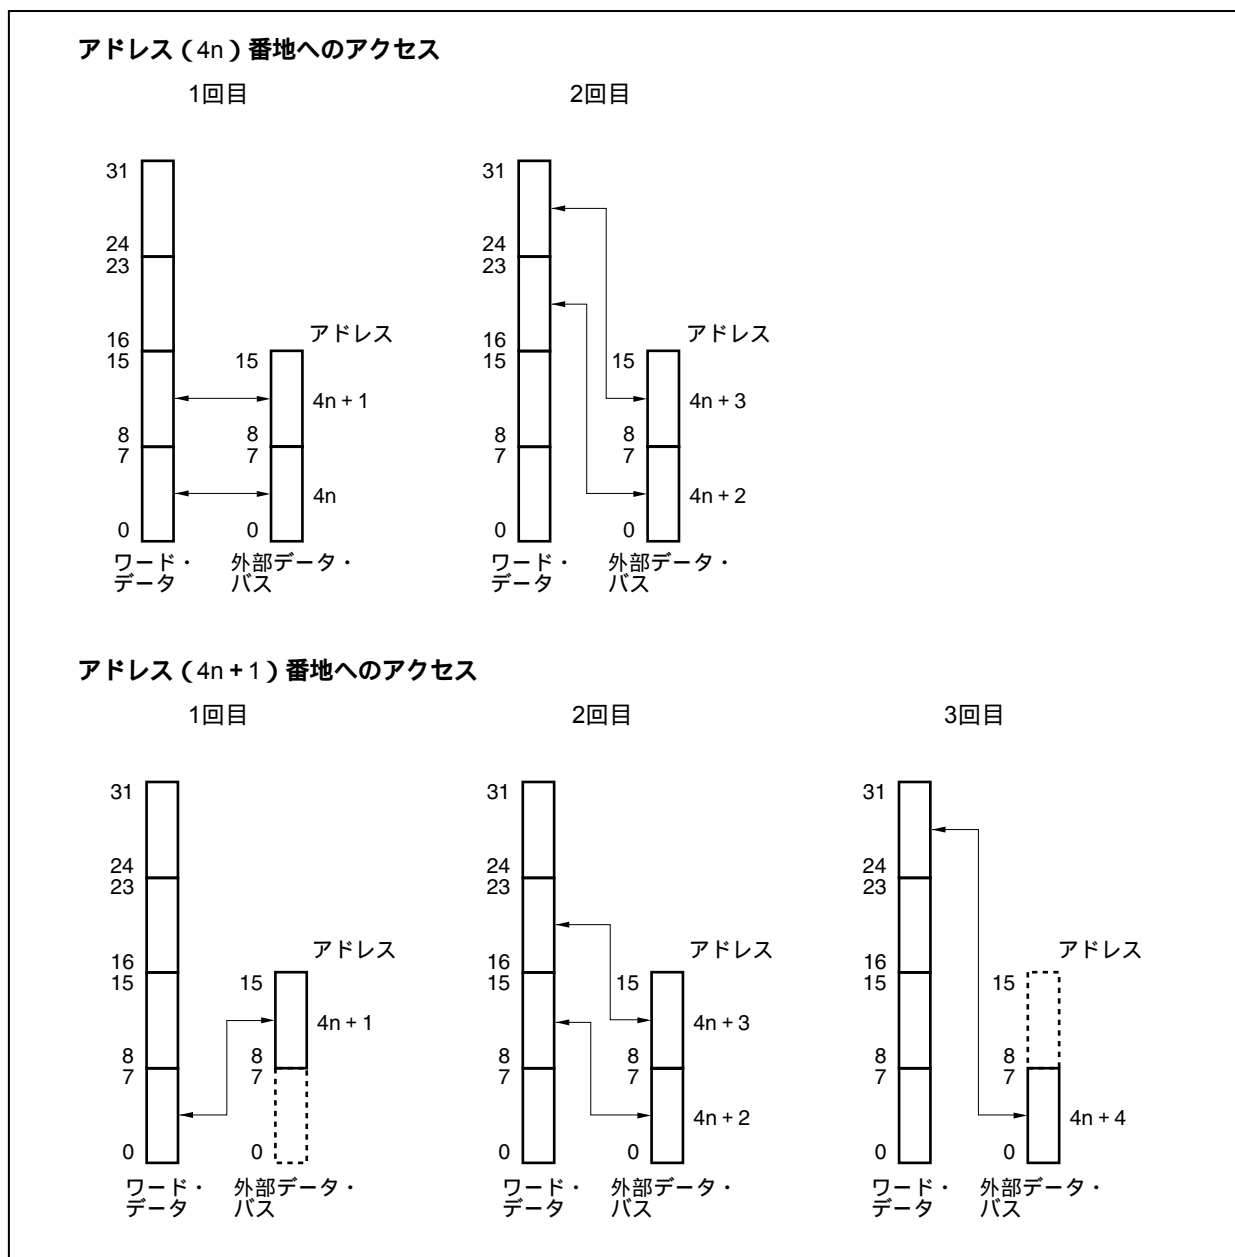 アドレス（4n）番地へのアクセス
1回目
2回目
31
24
23
16
15
8
7
0
ワード・
データ
アドレス
15
4n + 1
8
7
4n
0
外部データ・
バス
31
24
23
16
15
8
7
0
ワード・
データ
アドレス
15
4n + 3
8
7
4n + 2
0
外部データ・
バス
アドレス（4n + 1）番地へのアクセス
1回目
2回目
3回目
31
24
23
16
15
8
7
0
ワード・
データ
アドレス
15
4n + 1
8
7
0
外部データ・
バス
31
24
23
16
15
8
7
0
ワード・
データ
アドレス
15
4n + 3
8
7
4n + 2
0
外部データ・
バス
31
24
23
16
15
8
7
0
ワード・
データ
アドレス
15
8
7
4n + 4
0
外部データ・
バス